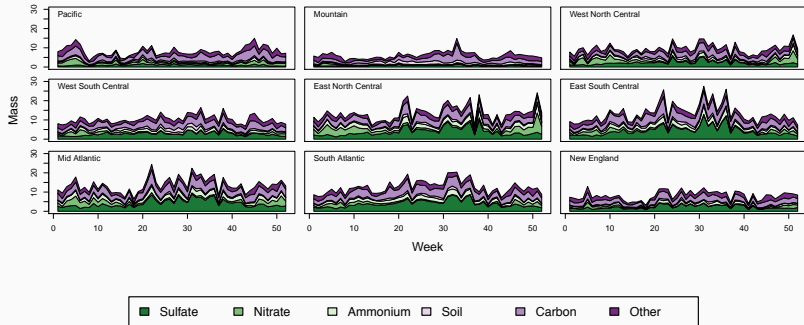 Pacific
Mountain
West North Central
0 10 20 30
West South Central
East North Central
East South Central
Mass
0 10 20 30
Mid Atlantic
South Atlantic
New England
0 10 20 30
0 10 20 30 40 50
0 10 20 30 40 50
0 10 20 30 40 50
Week
Sulfate Nitrate Ammonium Soil Carbon Other